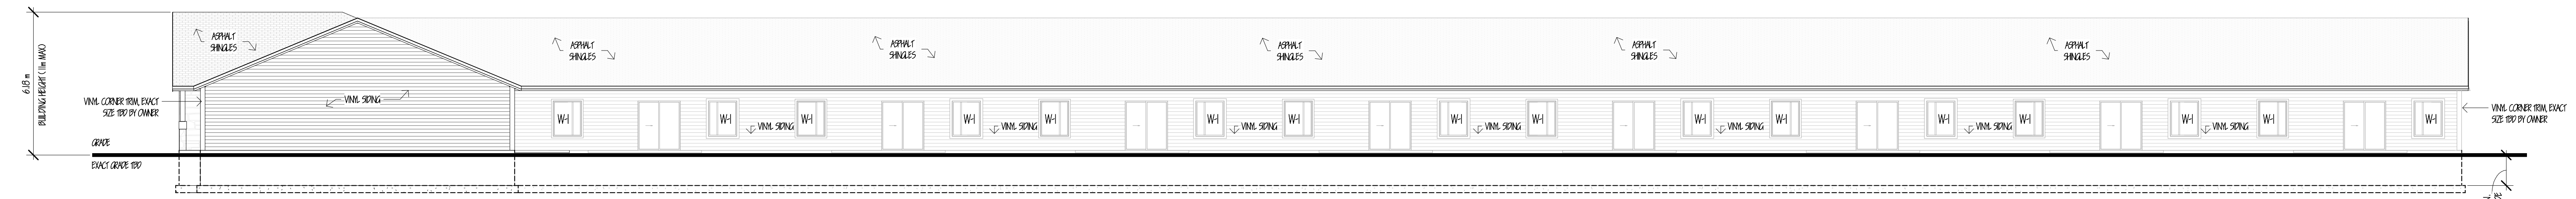 6.18 m
BUILDING HEIGHT ( 11m MAX)
ASPHALT
SHINGLES
ASPHALT
SHINGLES
ASPHALT
SHINGLES
ASPHALT
SHINGLES
ASPHALT
SHINGLES
ASPHALT
SHINGLES
VINYL CORNER TRIM, EXACT
SIZE TBD BY OWNER
VINYL SIDING
W-1
W-1
VINYL SIDING
W-1
W-1
VINYL SIDING
W-1
W-1
VINYL SIDING
W-1
W-1
VINYL SIDING
W-1
W-1
VINYL SIDING
W-1
W-1
VINYL SIDING
W-1
W-1
VINYL SIDING
W-1
W-1
VINYL CORNER TRIM, EXACT
SIZE TBD BY OWNER
GRADE
EXACT GRADE TBD